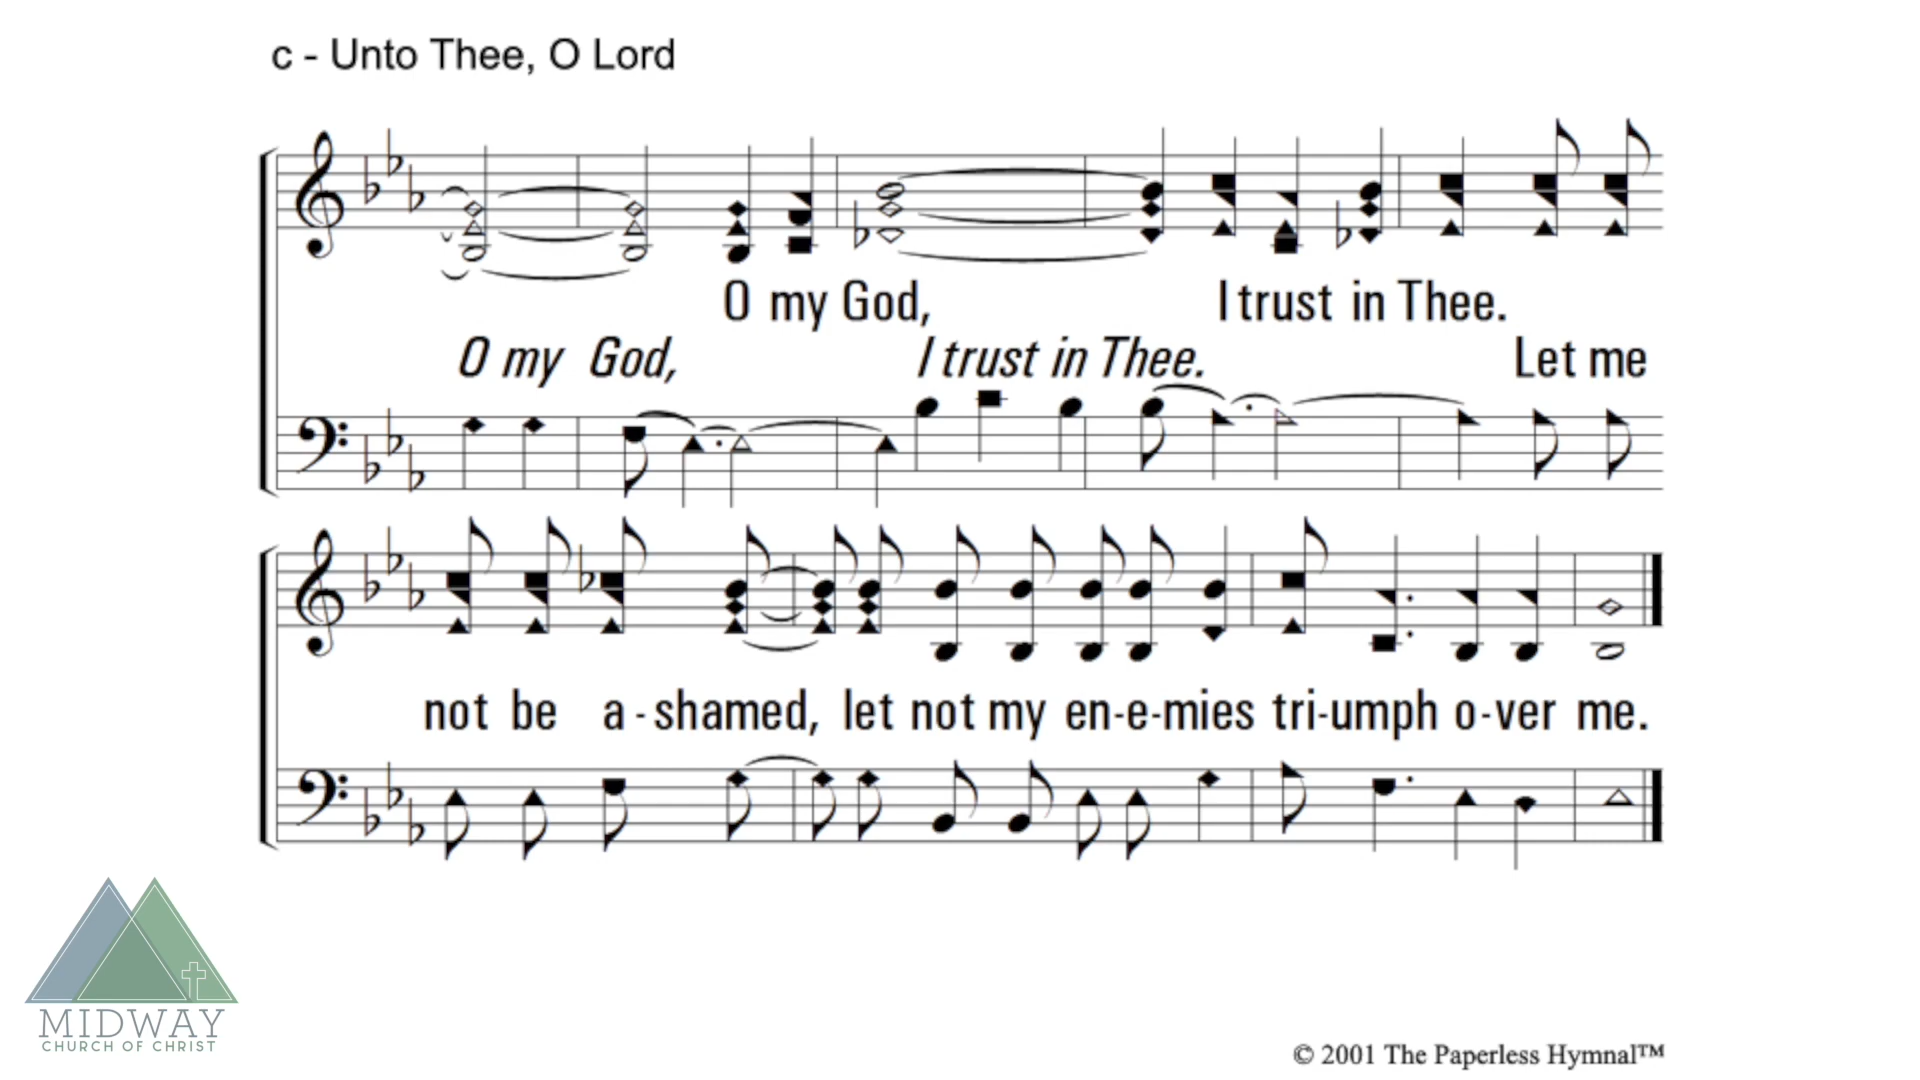 c - Unto Thee, O Lord
O my God, I trust in Thee.
O my God, I trust in Thee. Let me
not be a - shamed, let not my en-e-mies tri-umph o-ver me.
MIDWAY
CHURCH OF CHRIST
© 2001 The Paperless Hymnal™